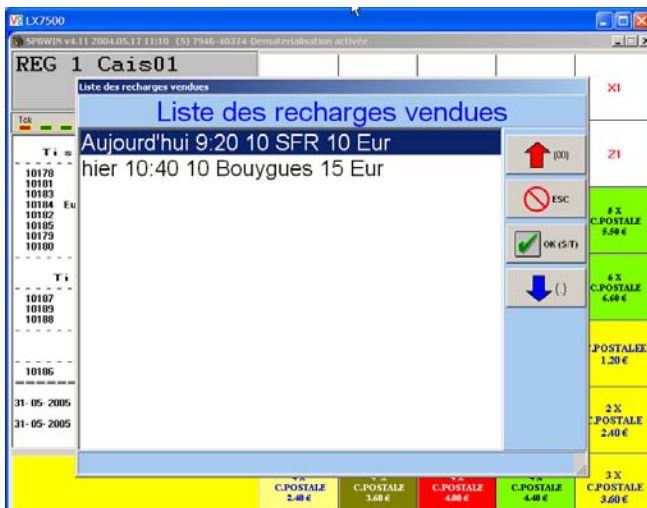 LX7500
SPBWIN v4.11 2004.05.17 11:10 (5) 7946-40374-Dematerialisation activée
REG 1 Cais01
Liste des recharges vendues
Liste des recharges vendues
Aujourd'hui 9:20 10 SFR 10 Eur
hier 10:40 10 Bouygues 15 Eur
(00)
ESC
OK (S/T)
(.)
X1
Z1
5 X
C.POSTALE
5.50 €
6 X
C.POSTALE
6.60 €
C.POSTALEE
1.20 €
2 X
C.POSTALE
2.40 €
3 X
C.POSTALE
3.60 €
Tck
Ti s
10178
10181
10183
10184 Eu
10182
10185
10179
10180
Ti
10187
10189
10188
10186
31-05-2005
31-05-2005
C.POSTALE
2.40 €
C.POSTALE
3.60 €
C.POSTALE
4.80 €
C.POSTALE
4.40 €